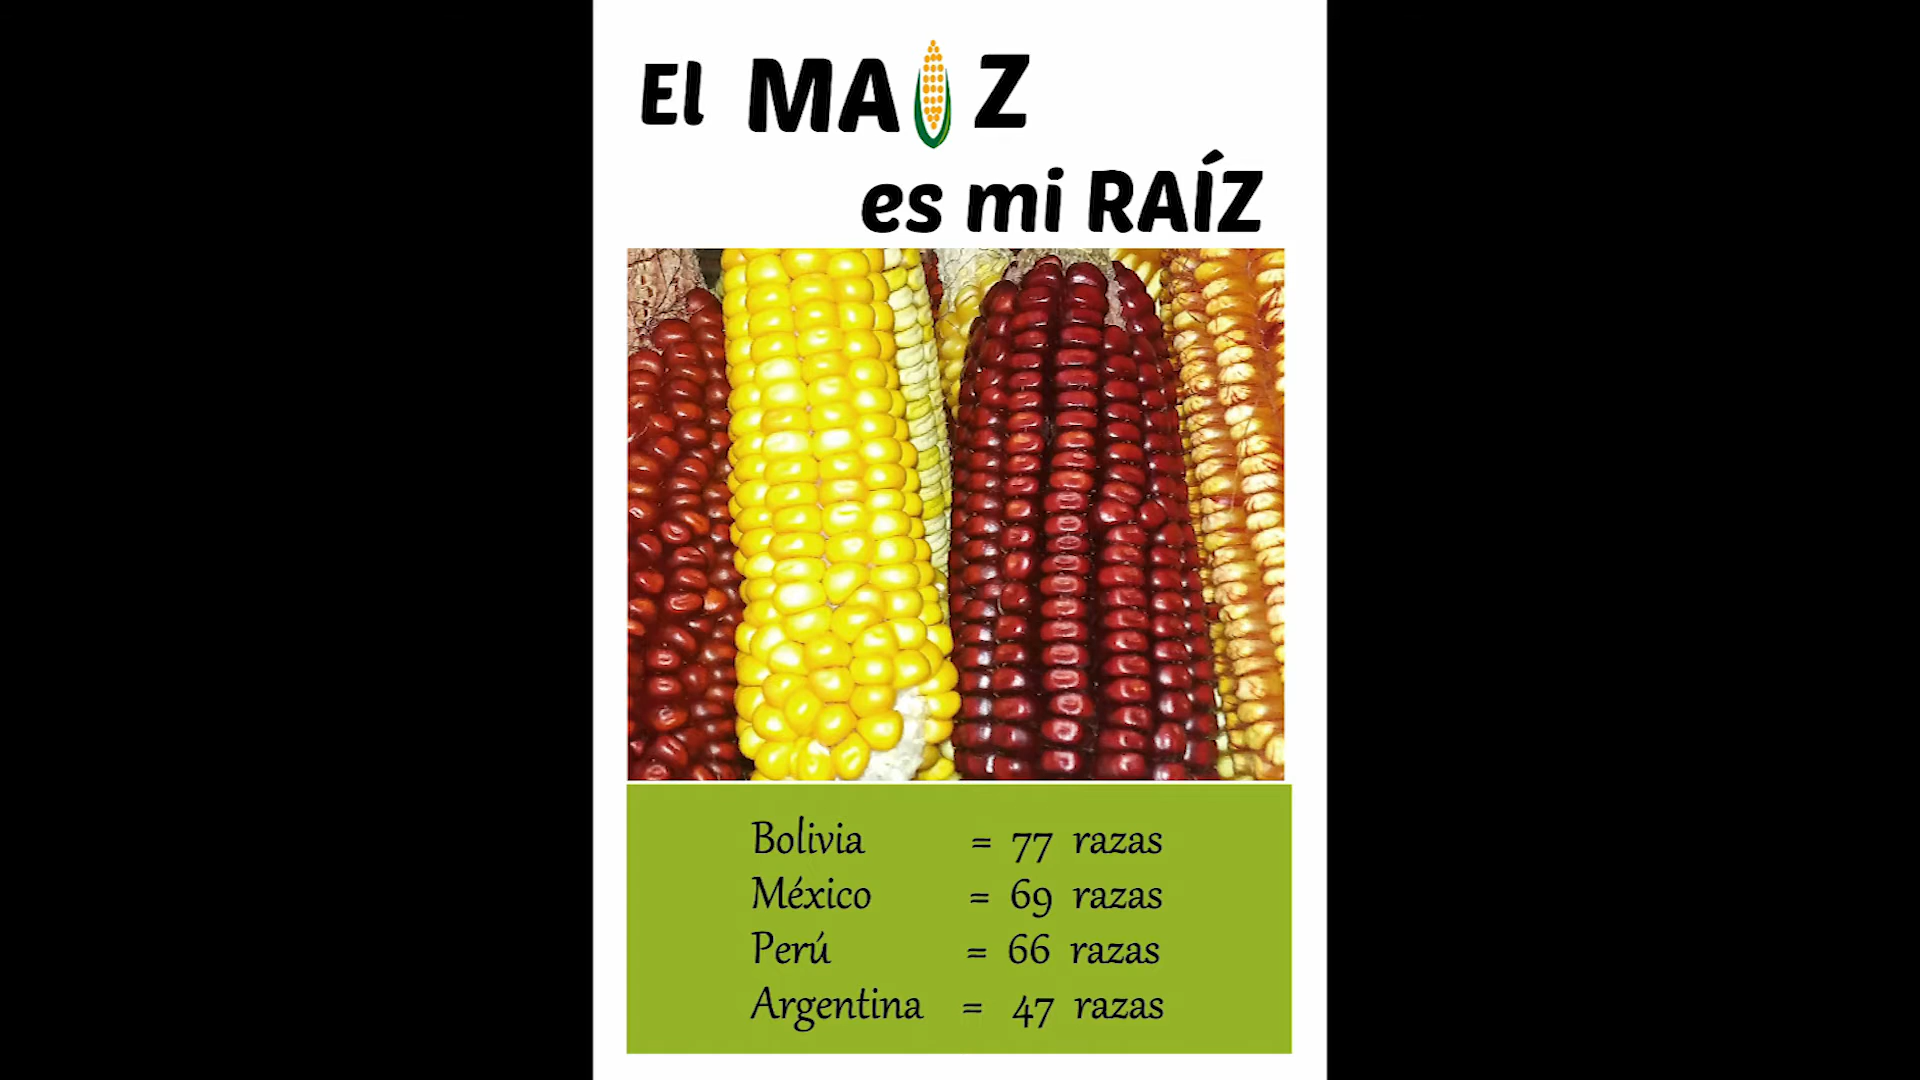 El MAIZ
es mi RAÍZ
Bolivia = 77 razas
México = 69 razas
Perú = 66 razas
Argentina = 47 razas